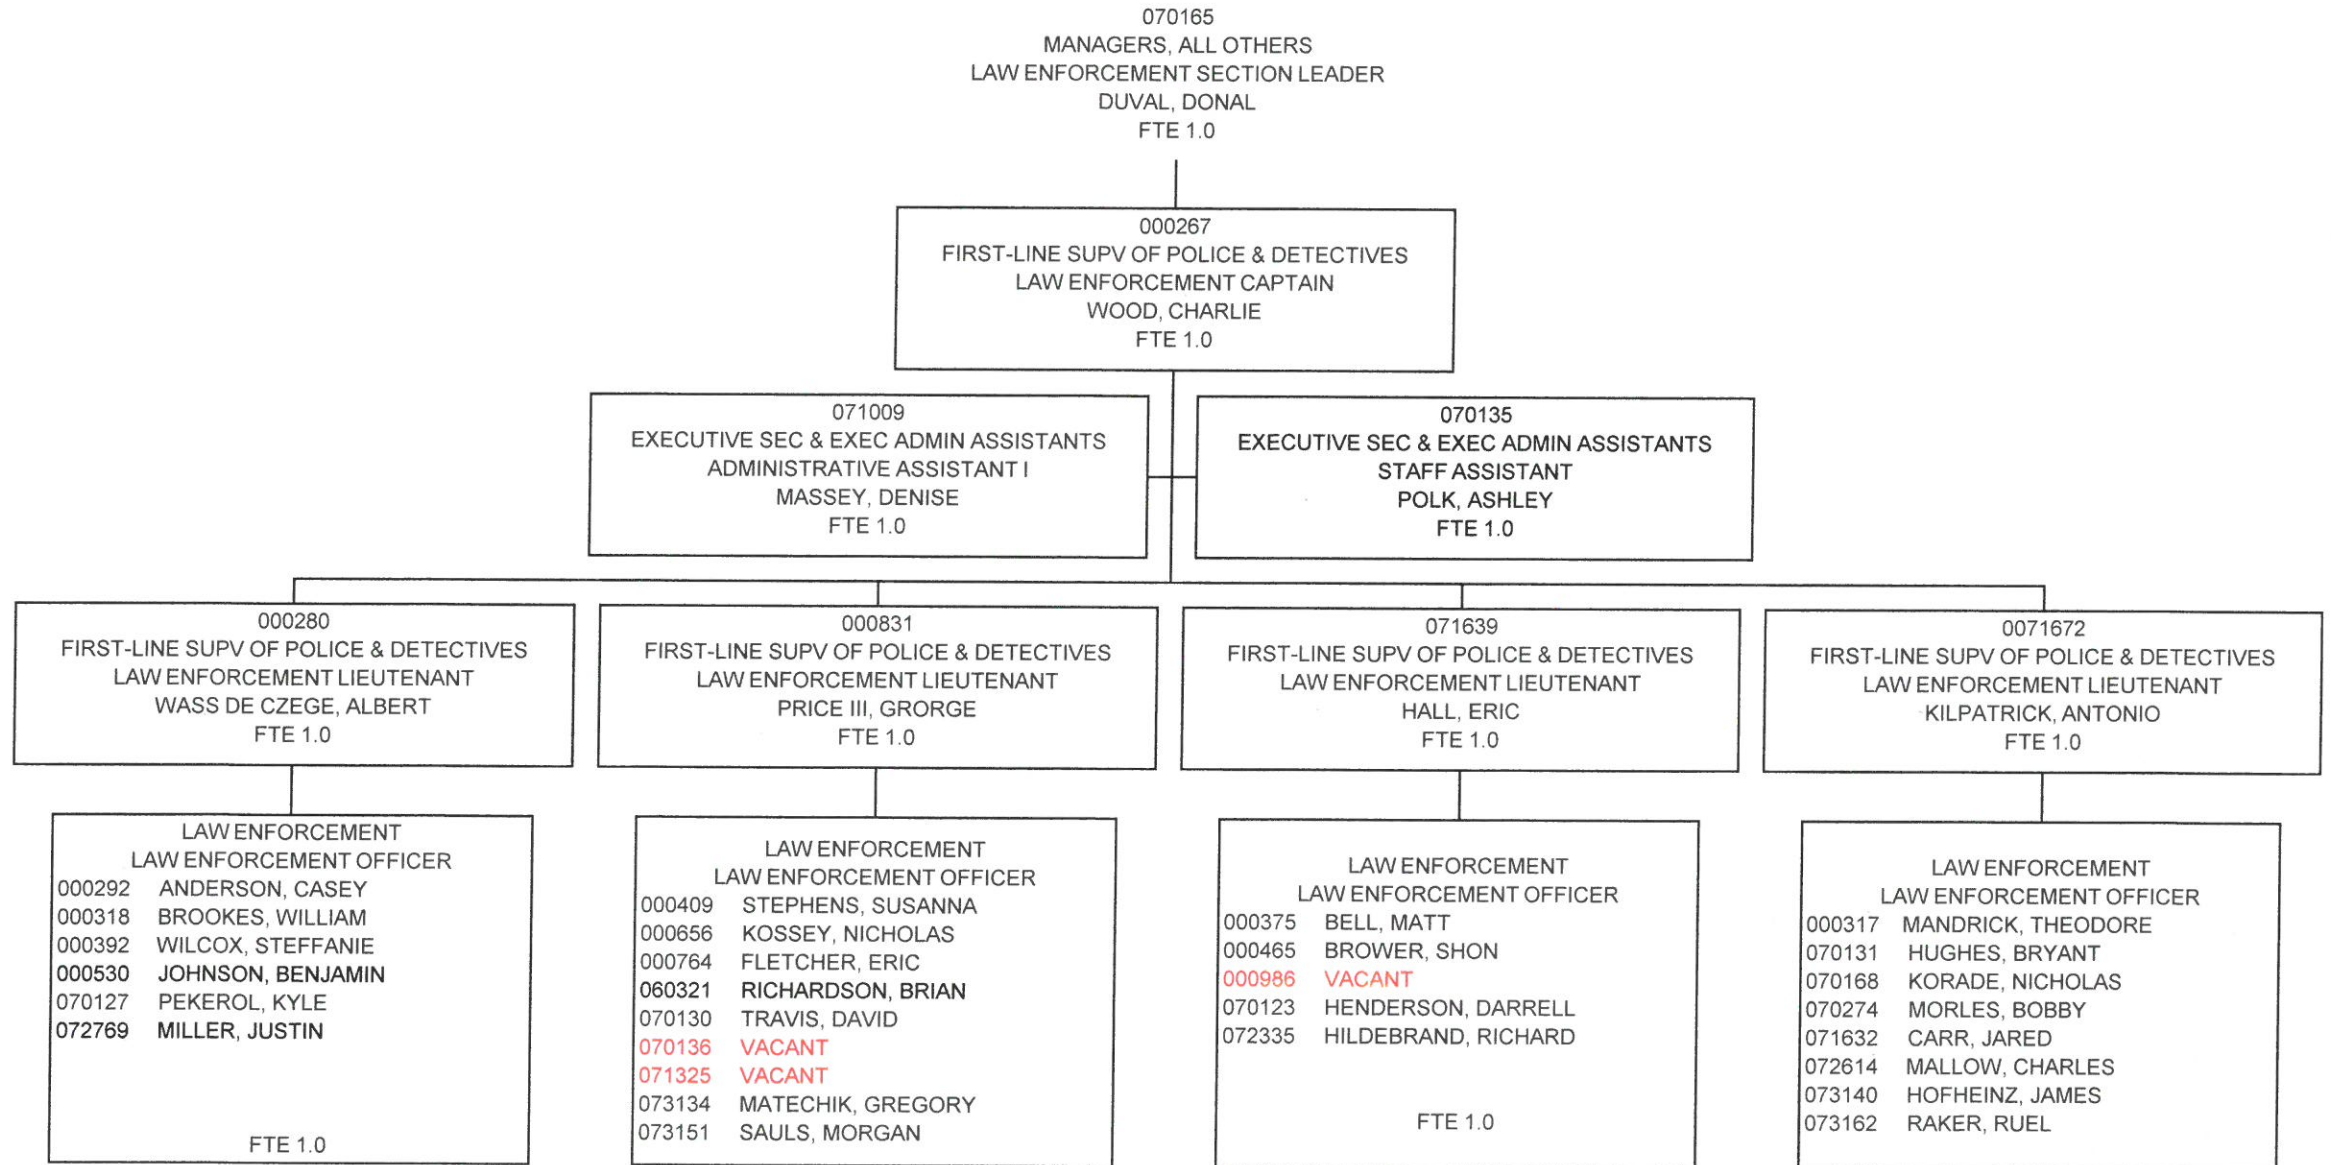 070165
MANAGERS, ALL OTHERS
LAW ENFORCEMENT SECTION LEADER
DUVAL, DONAL
FTE 1.0
000267
FIRST-LINE SUPV OF POLICE & DETECTIVES
LAW ENFORCEMENT CAPTAIN
WOOD, CHARLIE
FTE 1.0
071009
EXECUTIVE SEC & EXEC ADMIN ASSISTANTS
ADMINISTRATIVE ASSISTANT I
MASSEY, DENISE
FTE 1.0
070135
EXECUTIVE SEC & EXEC ADMIN ASSISTANTS
STAFF ASSISTANT
POLK, ASHLEY
FTE 1.0
000280
FIRST-LINE SUPV OF POLICE & DETECTIVES
LAW ENFORCEMENT LIEUTENANT
WASS DE CZEGE, ALBERT
FTE 1.0
000831
FIRST-LINE SUPV OF POLICE & DETECTIVES
LAW ENFORCEMENT LIEUTENANT
PRICE III, GRORGE
FTE 1.0
071639
FIRST-LINE SUPV OF POLICE & DETECTIVES
LAW ENFORCEMENT LIEUTENANT
HALL, ERIC
FTE 1.0
0071672
FIRST-LINE SUPV OF POLICE & DETECTIVES
LAW ENFORCEMENT LIEUTENANT
KILPATRICK, ANTONIO
FTE 1.0
LAW ENFORCEMENT
LAW ENFORCEMENT OFFICER
000292 ANDERSON, CASEY
000318 BROOKES, WILLIAM
000392 WILCOX, STEFFANIE
000530 JOHNSON, BENJAMIN
070127 PEKEROL, KYLE
072769 MILLER, JUSTIN
FTE 1.0
LAW ENFORCEMENT
LAW ENFORCEMENT OFFICER
000409 STEPHENS, SUSANNA
000656 KOSSEY, NICHOLAS
000764 FLETCHER, ERIC
060321 RICHARDSON, BRIAN
070130 TRAVIS, DAVID
070136 VACANT
071325 VACANT
073134 MATECHIK, GREGORY
073151 SAULS, MORGAN
LAW ENFORCEMENT
LAW ENFORCEMENT OFFICER
000375 BELL, MATT
000465 BROWER, SHON
000986 VACANT
070123 HENDERSON, DARRELL
072335 HILDEBRAND, RICHARD
FTE 1.0
LAW ENFORCEMENT
LAW ENFORCEMENT OFFICER
000317 MANDRICK, THEODORE
070131 HUGHES, BRYANT
070168 KORADE, NICHOLAS
070274 MORLES, BOBBY
071632 CARR, JARED
072614 MALLOW, CHARLES
073140 HOFHEINZ, JAMES
073162 RAKER, RUEL